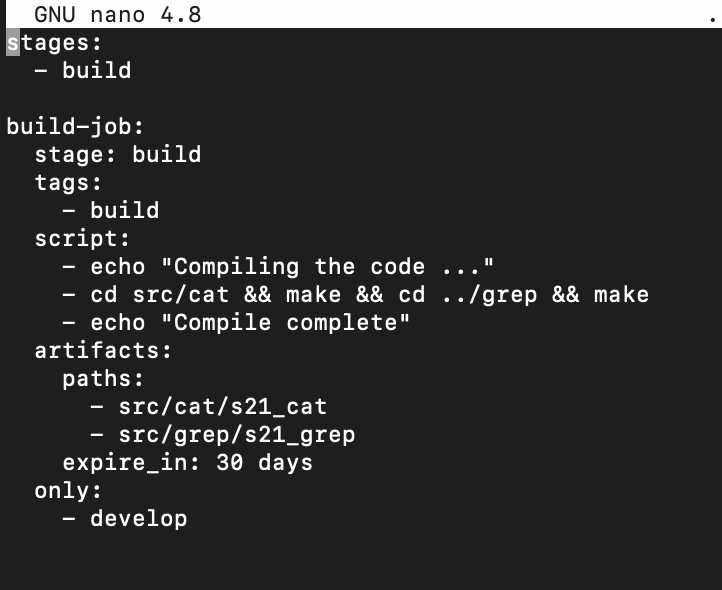 GNU nano 4.8 .
stages:
  - build

build-job:
  stage: build
  tags:
    - build
  script:
    - echo "Compiling the code ..."
    - cd src/cat && make && cd ../grep && make
    - echo "Compile complete"
  artifacts:
    paths:
      - src/cat/s21_cat
      - src/grep/s21_grep
    expire_in: 30 days
  only:
    - develop